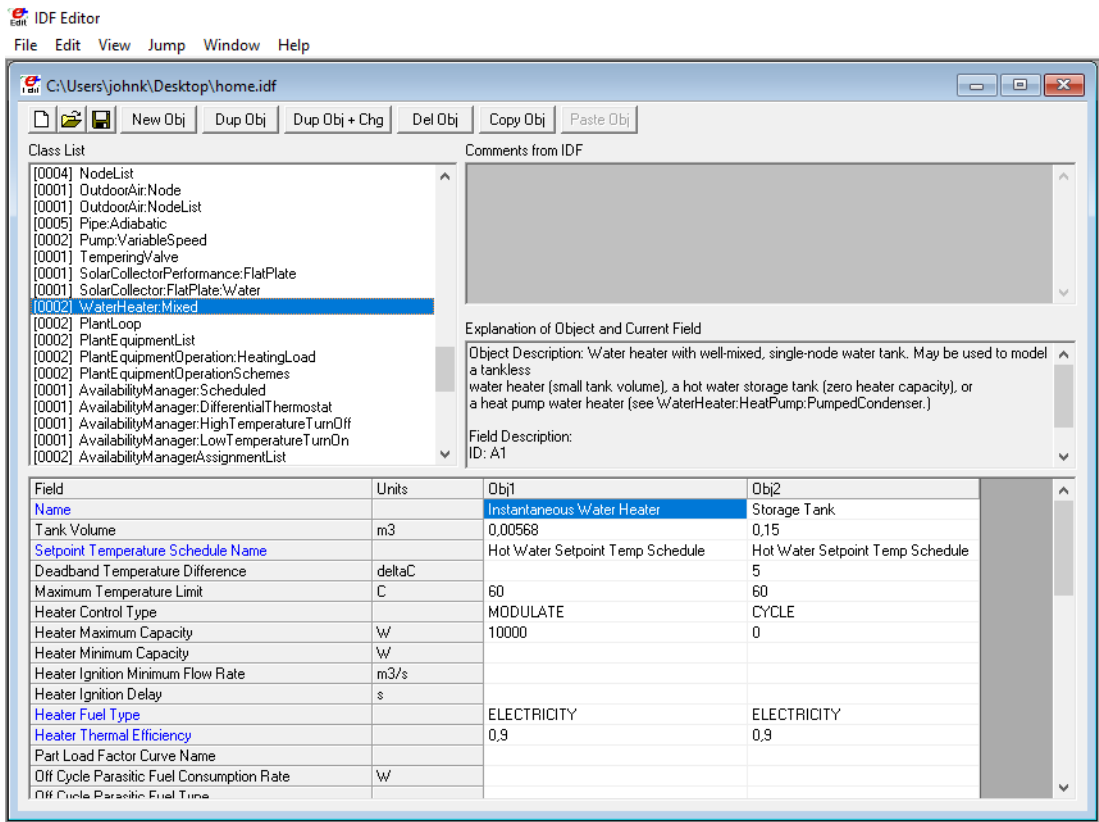 IDF Editor
File Edit View Jump Window Help
C:\Users\johnk\Desktop\home.idf
New Obj Dup Obj Dup Obj + Chg Del Obj Copy Obj Paste Obj
Class List
[0004] NodeList
[0001] OutdoorAir:Node
[0001] OutdoorAir:NodeList
[0005] Pipe:Adiabatic
[0002] Pump:VariableSpeed
[0001] TemperingValve
[0001] SolarCollectorPerformance:FlatPlate
[0001] SolarCollector:FlatPlate:Water
[0002] WaterHeater:Mixed
[0002] PlantLoop
[0002] PlantEquipmentList
[0002] PlantEquipmentOperation:HeatingLoad
[0002] PlantEquipmentOperationSchemes
[0001] AvailabilityManager:Scheduled
[0001] AvailabilityManager:DifferentialThermostat
[0001] AvailabilityManager:HighTemperatureTurnOff
[0001] AvailabilityManager:LowTemperatureTurnOn
[0002] AvailabilityManagerAssignmentList
Comments from IDF
Explanation of Object and Current Field
Object Description: Water heater with well-mixed, single-node water tank. May be used to model
a tankless
water heater (small tank volume), a hot water storage tank (zero heater capacity), or
a heat pump water heater (see WaterHeater:HeatPump:PumpedCondenser.)
Field Description:
ID: A1
Field Units Obj1 Obj2
Name Instantaneous Water Heater Storage Tank
Tank Volume m3 0,00568 0,15
Setpoint Temperature Schedule Name Hot Water Setpoint Temp Schedule Hot Water Setpoint Temp Schedule
Deadband Temperature Difference deltaC 5
Maximum Temperature Limit C 60 60
Heater Control Type MODULATE CYCLE
Heater Maximum Capacity W 10000 0
Heater Minimum Capacity W
Heater Ignition Minimum Flow Rate m3/s
Heater Ignition Delay s
Heater Fuel Type ELECTRICITY ELECTRICITY
Heater Thermal Efficiency 0,9 0,9
Part Load Factor Curve Name
Off Cycle Parasitic Fuel Consumption Rate W
Off Cycle Parasitic Fuel Type